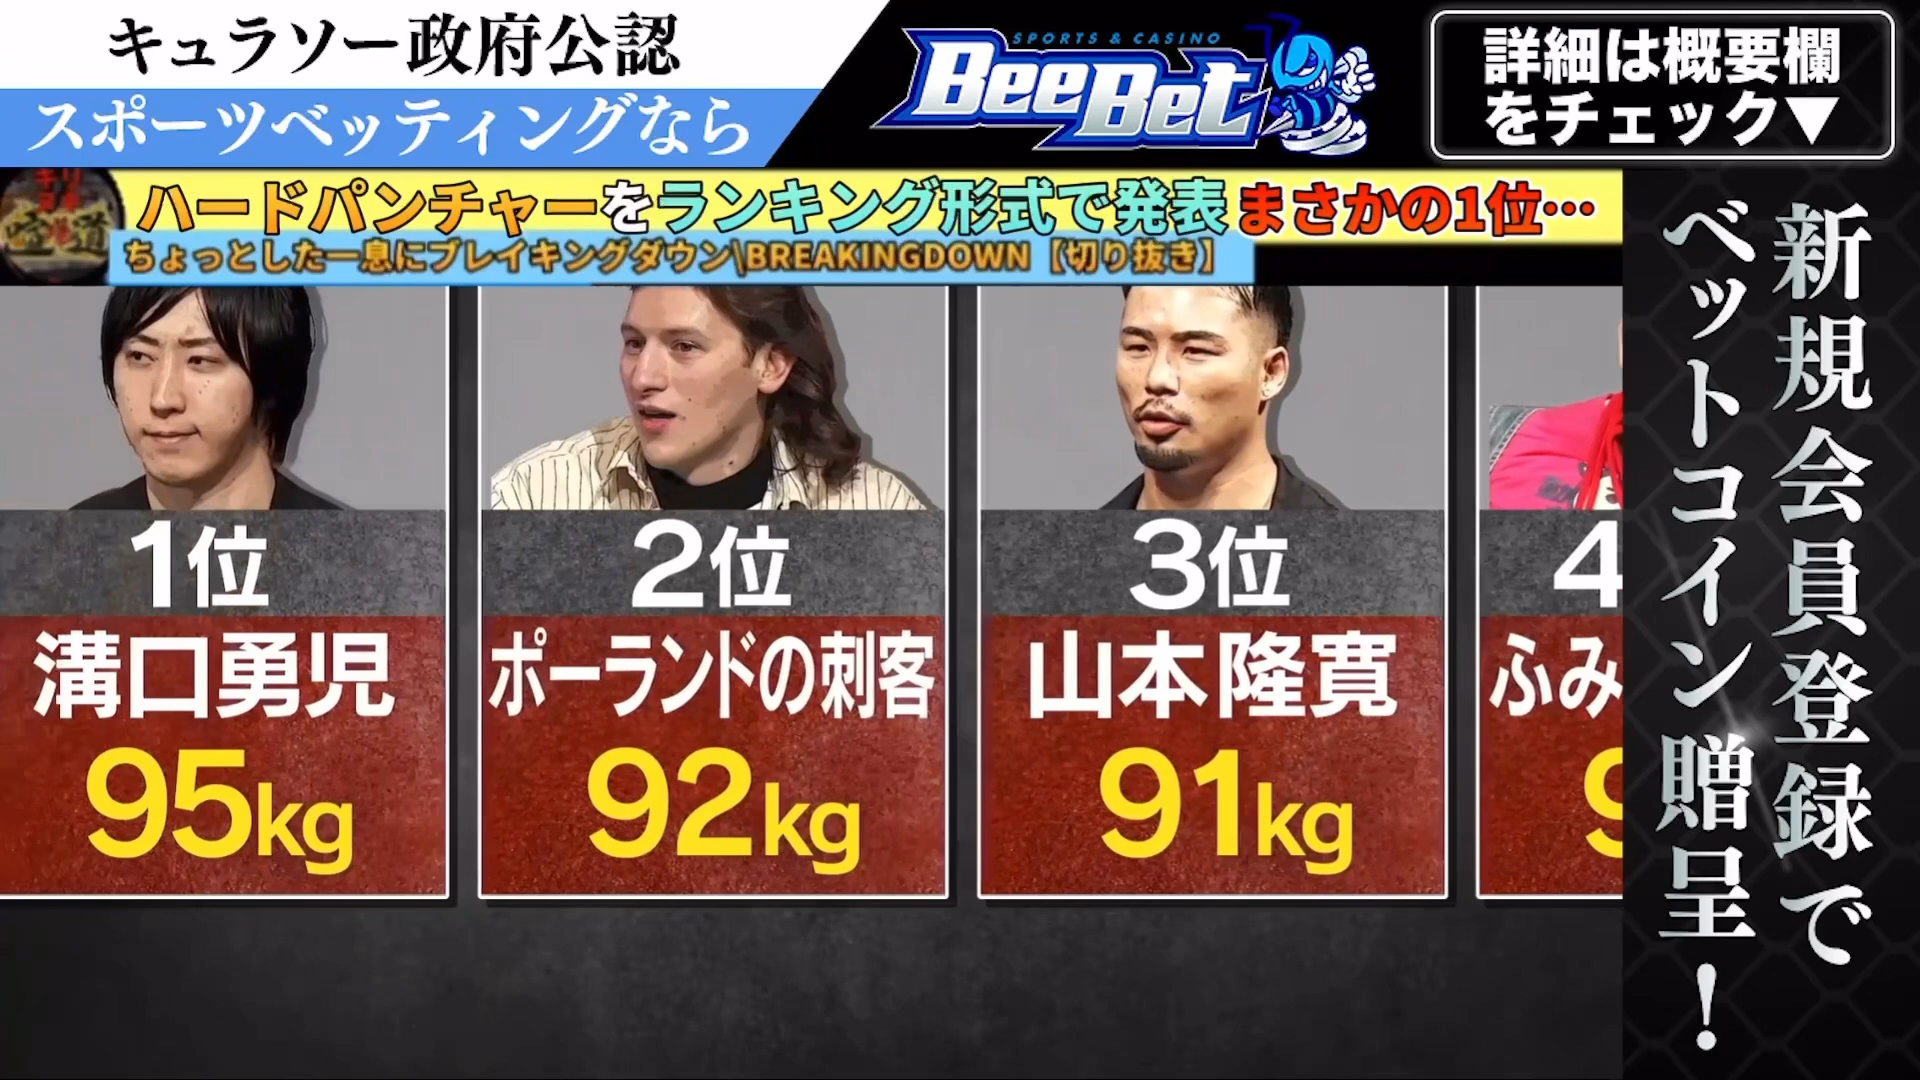 キュラソー政府公認
スポーツベッティングなら
SPORTS & CASINO
BeeBet
詳細は概要欄
をチェック▼
ハードパンチャーをランキング形式で発表 まさかの1位…
ちょっとした一息にブレイキングダウン\BREAKINGDOWN【切り抜き】
新規会員登録で
ベットコイン贈呈！
1位
溝口勇児
95kg
2位
ポーランドの刺客
92kg
3位
山本隆寛
91kg
4
ふみ
9